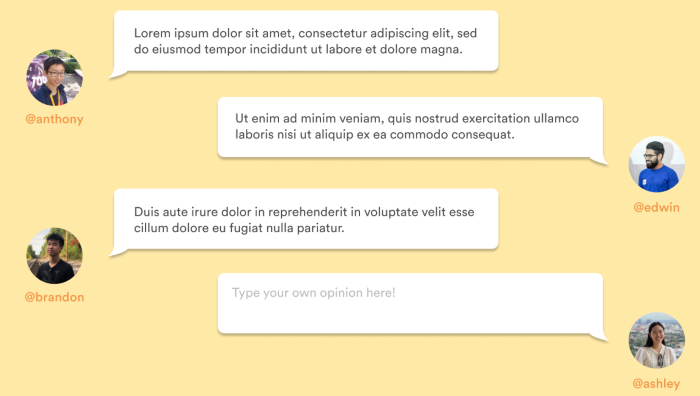 Lorem ipsum dolor sit amet, consectetur adipiscing elit, sed
do eiusmod tempor incididunt ut labore et dolore magna.
@anthony
Ut enim ad minim veniam, quis nostrud exercitation ullamco
laboris nisi ut aliquip ex ea commodo consequat.
@edwin
Duis aute irure dolor in reprehenderit in voluptate velit esse
cillum dolore eu fugiat nulla pariatur.
@brandon
Type your own opinion here!
@ashley